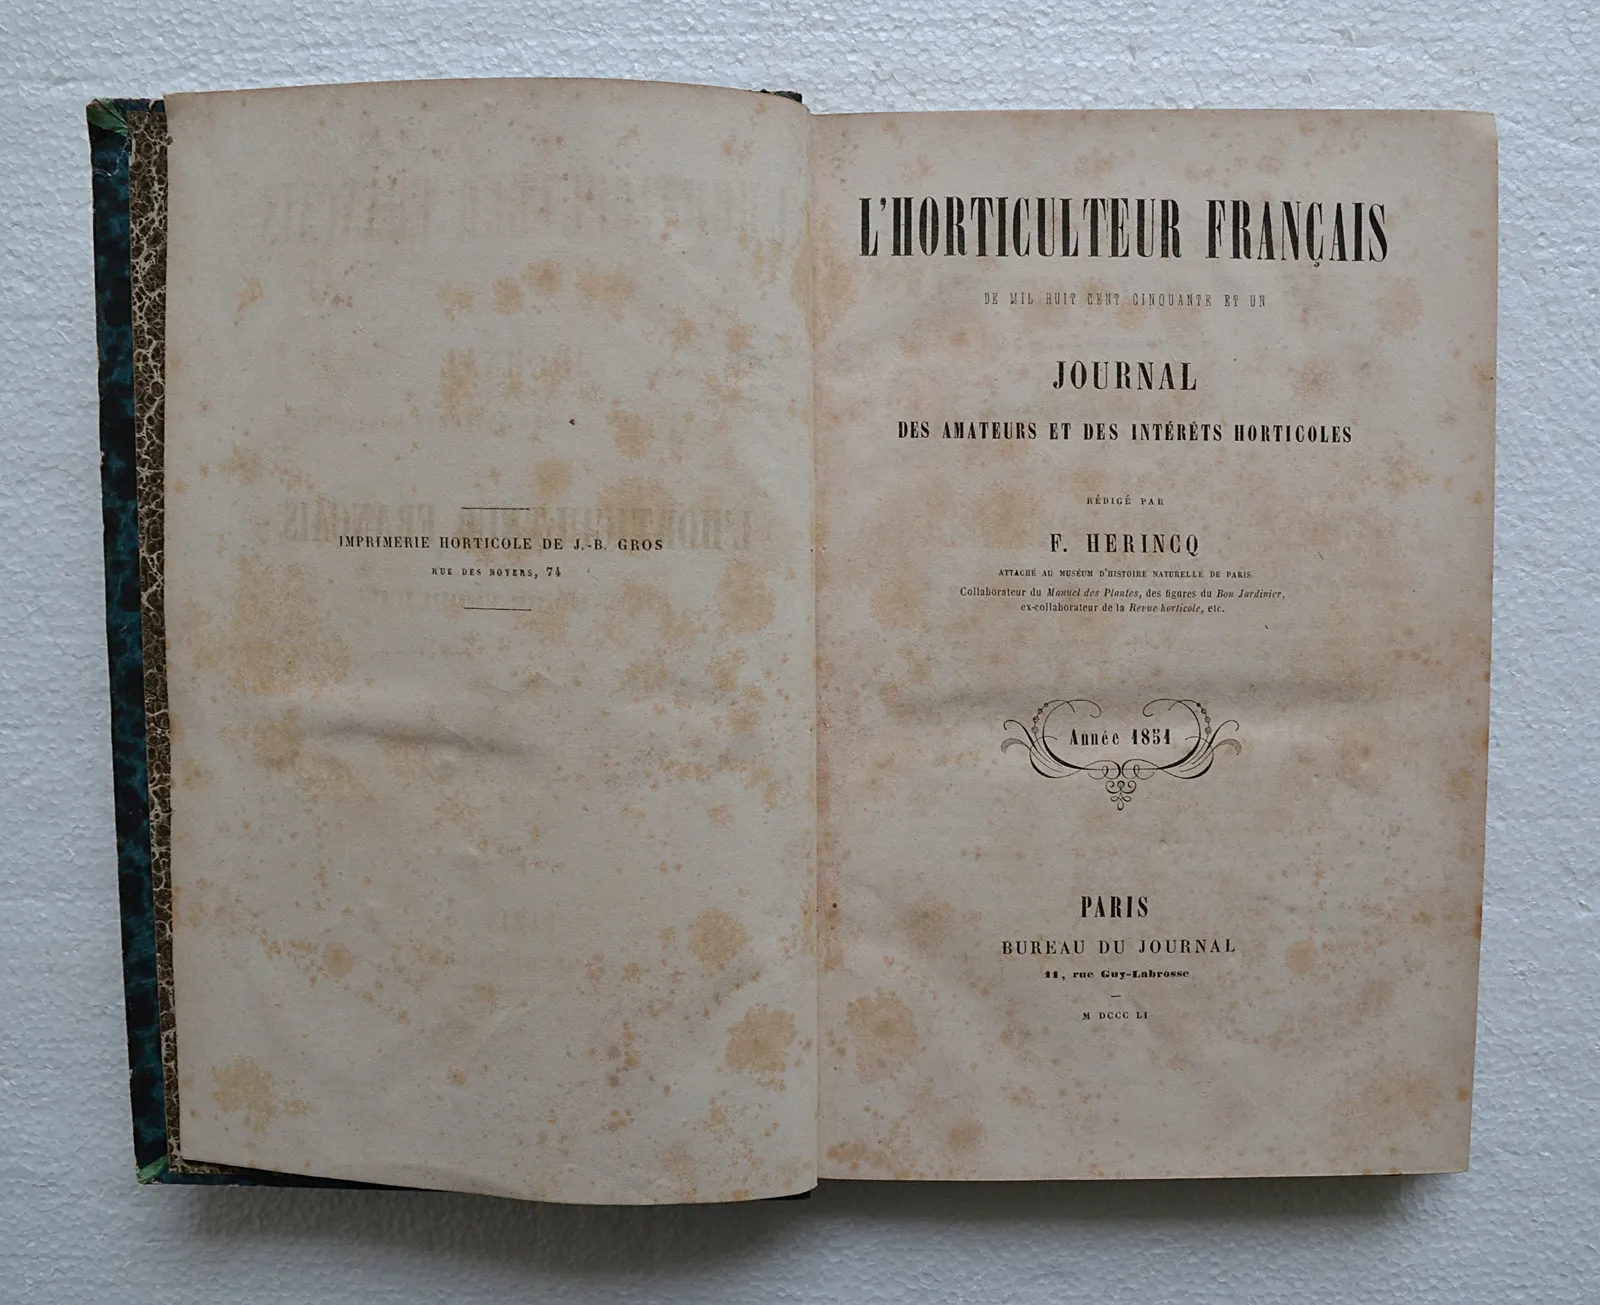 IMPRIMERIE HORTICOLE DE J.-B. GROS
RUE DES NOYERS, 74
L'HORTICULTEUR FRANÇAIS
DE MIL HUIT CENT CINQUANTE ET UN
JOURNAL
DES AMATEURS ET DES INTÉRÊTS HORTICOLES
RÉDIGÉ PAR
F. HERINCQ
ATTACHÉ AU MUSÉUM D'HISTOIRE NATURELLE DE PARIS
Collaborateur du Manuel des Plantes, des figures du Bon Jardinier,
ex-collaborateur de la Revue horticole, etc.
Année 1851
PARIS
BUREAU DU JOURNAL
11, rue Guy-Labrosse
M DCCC LI